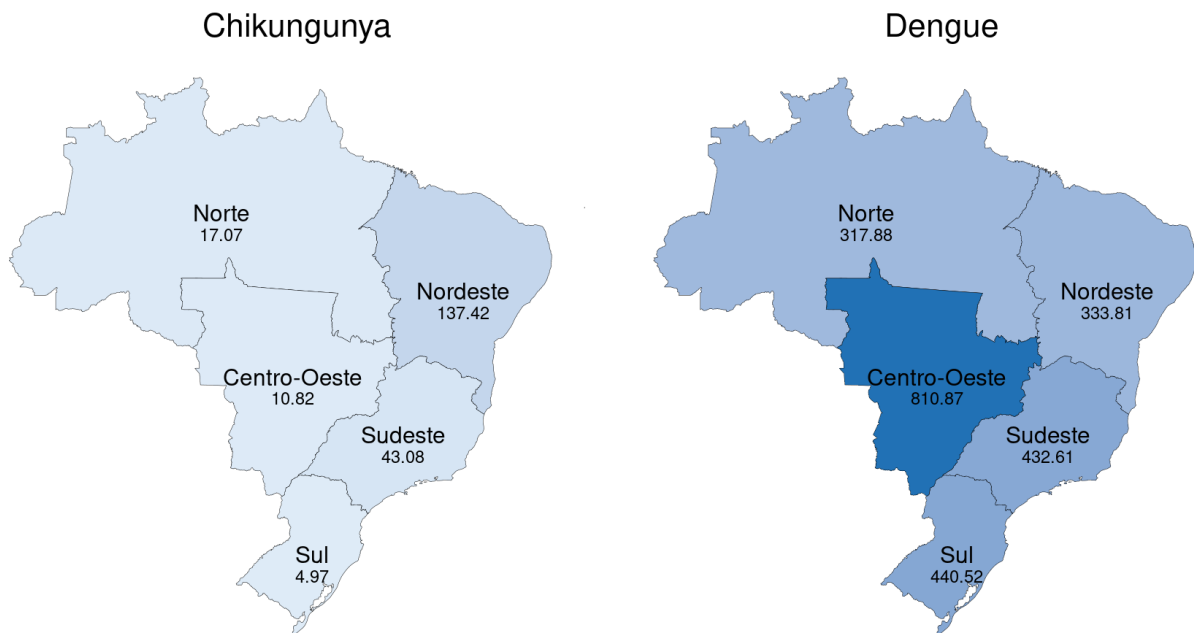 Chikungunya
Norte
17.07
Nordeste
137.42
Centro-Oeste
10.82
Sudeste
43.08
Sul
4.97
Dengue
Norte
317.88
Nordeste
333.81
Centro-Oeste
810.87
Sudeste
432.61
Sul
440.52